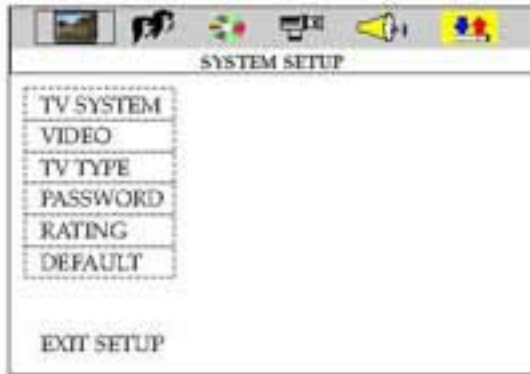 SYSTEM SETUP
TV SYSTEM
VIDEO
TV TYPE
PASSWORD
RATING
DEFAULT
EXIT SETUP